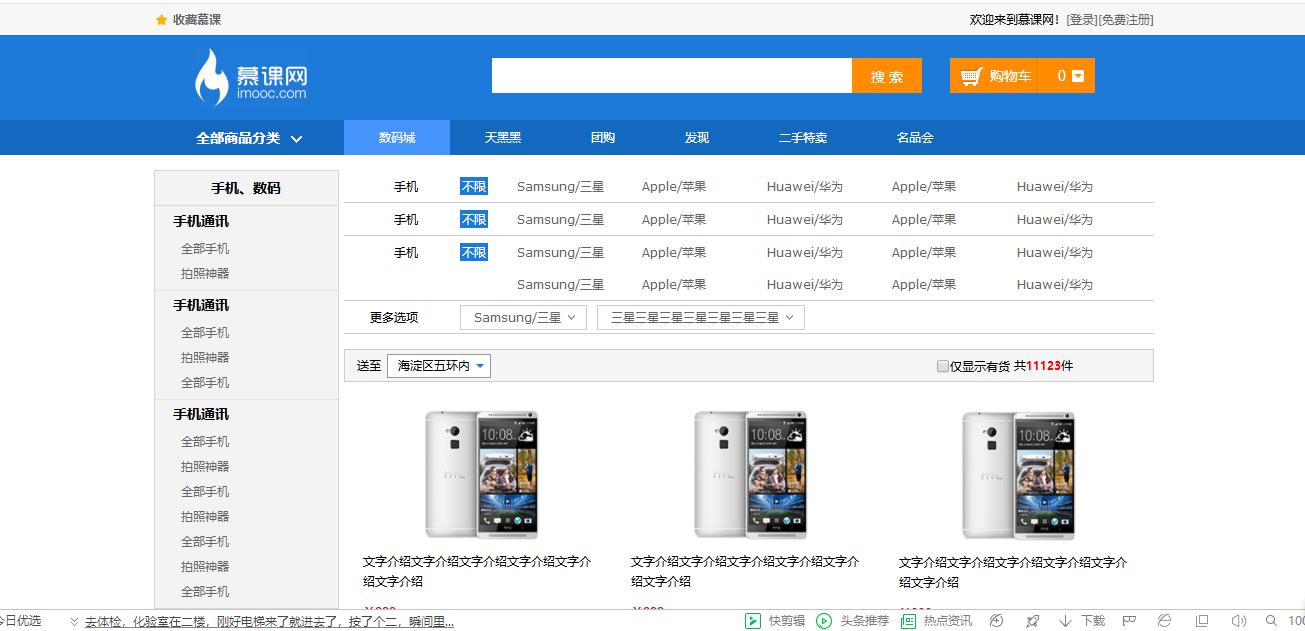 收藏慕课
欢迎来到慕课网！[登录][免费注册]
慕课网
imooc.com
搜 索
购物车 0
全部商品分类 数码城 天黑黑 团购 发现 二手特卖 名品会
手机、数码
手机通讯
全部手机
拍照神器
手机通讯
全部手机
拍照神器
全部手机
手机通讯
全部手机
拍照神器
全部手机
拍照神器
全部手机
拍照神器
全部手机
手机 不限 Samsung/三星 Apple/苹果 Huawei/华为 Apple/苹果 Huawei/华为
手机 不限 Samsung/三星 Apple/苹果 Huawei/华为 Apple/苹果 Huawei/华为
手机 不限 Samsung/三星 Apple/苹果 Huawei/华为 Apple/苹果 Huawei/华为
Samsung/三星 Apple/苹果 Huawei/华为 Apple/苹果 Huawei/华为
更多选项 Samsung/三星 三星三星三星三星三星三星三星
送至 海淀区五环内 仅显示有货 共11123件
10:08 10:08 10:08
hTC hTC hTC
文字介绍文字介绍文字介绍文字介绍文字介
绍文字介绍
文字介绍文字介绍文字介绍文字介绍文字介
绍文字介绍
文字介绍文字介绍文字介绍文字介绍文字介
绍文字介绍
今日优选 去体检，化验室在二楼，刚好电梯来了就进去了，按了个二，瞬间里... 快剪辑 头条推荐 热点资讯 下载 100